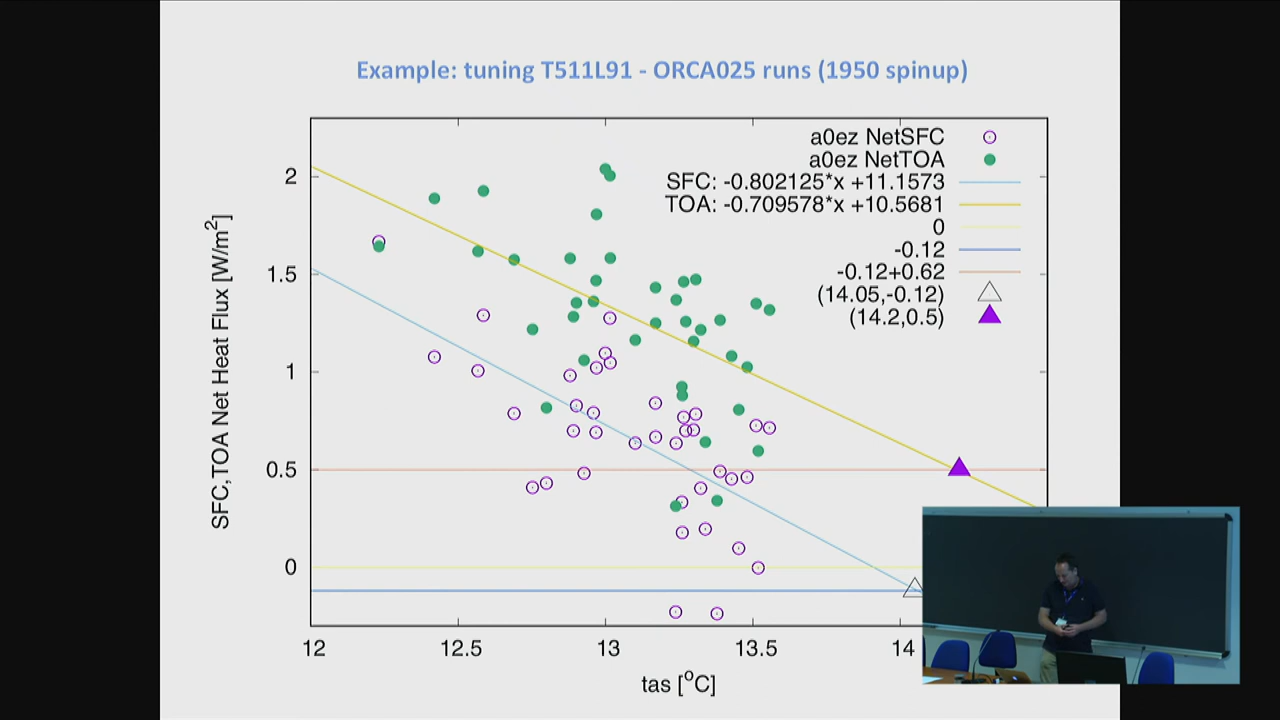 Example: tuning T511L91 - ORCA025 runs (1950 spinup)
a0ez NetSFC
a0ez NetTOA
SFC: -0.802125*x +11.1573
TOA: -0.709578*x +10.5681
0
-0.12
-0.12+0.62
(14.05,-0.12)
(14.2,0.5)
SFC,TOA Net Heat Flux [W/m2]
2
1.5
1
0.5
0
12 12.5 13 13.5 14
tas [oC]